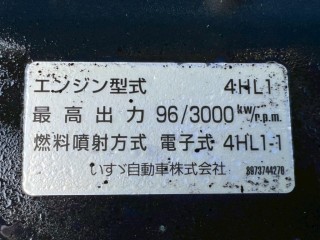 エンジン型式 4HL1
最高出力 96/3000 kw/r.p.m.
燃料噴射方式 電子式 4HL1-1
いすゞ自動車株式会社 8973744276